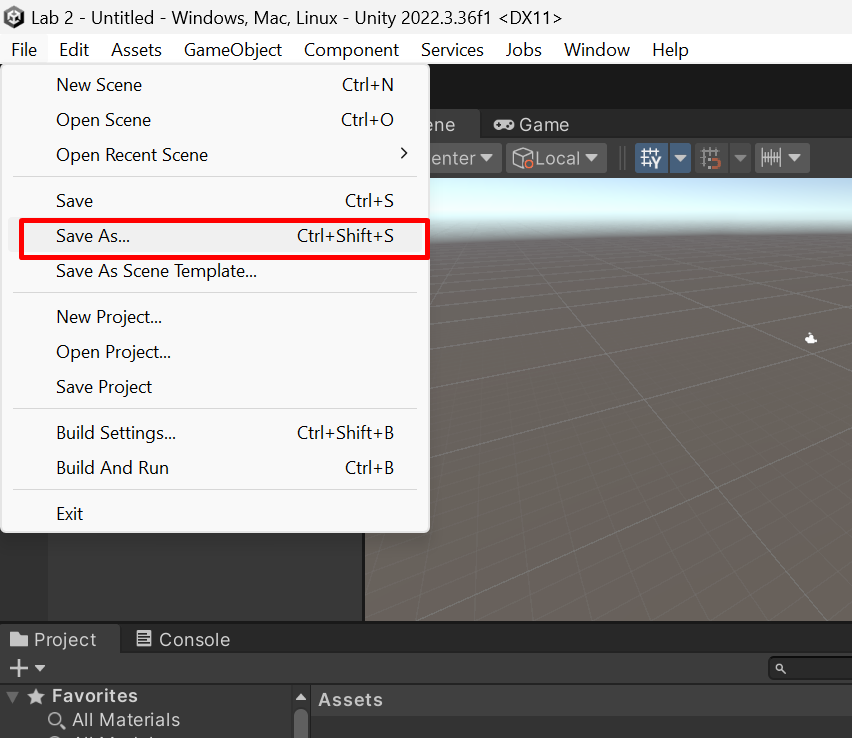 Lab 2 - Untitled - Windows, Mac, Linux - Unity 2022.3.36f1 <DX11>
File Edit Assets GameObject Component Services Jobs Window Help
New Scene Ctrl+N
Open Scene Ctrl+O
Open Recent Scene
Save Ctrl+S
Save As... Ctrl+Shift+S
Save As Scene Template...
New Project...
Open Project...
Save Project
Build Settings... Ctrl+Shift+B
Build And Run Ctrl+B
Exit
ene Game
enter Local
Project Console
Favorites
All Materials
Assets